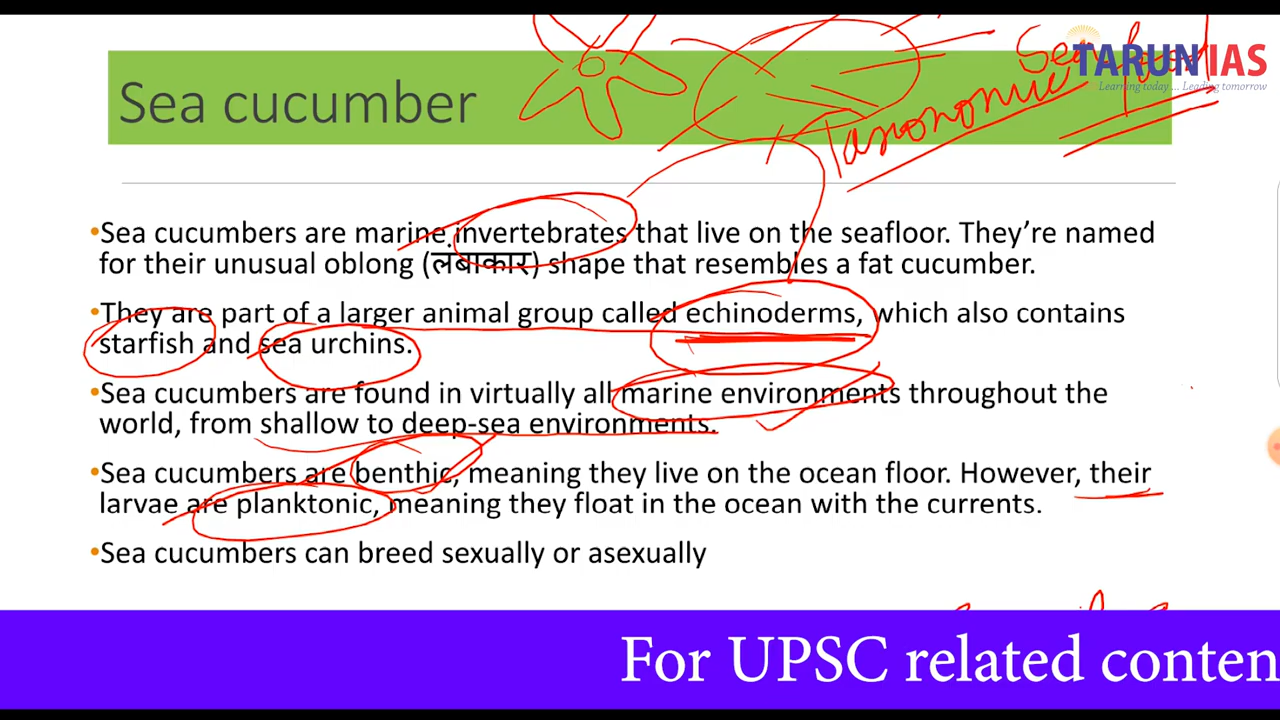 Sea food
TARUN IAS
Learning today ... Leading tomorrow
Sea cucumber
Taxonomic
•Sea cucumbers are marine invertebrates that live on the seafloor. They're named
for their unusual oblong (लंबाकार) shape that resembles a fat cucumber.
•They are part of a larger animal group called echinoderms, which also contains
starfish and sea urchins.
•Sea cucumbers are found in virtually all marine environments throughout the
world, from shallow to deep-sea environments.
•Sea cucumbers are benthic, meaning they live on the ocean floor. However, their
larvae are planktonic, meaning they float in the ocean with the currents.
•Sea cucumbers can breed sexually or asexually
For UPSC related conten